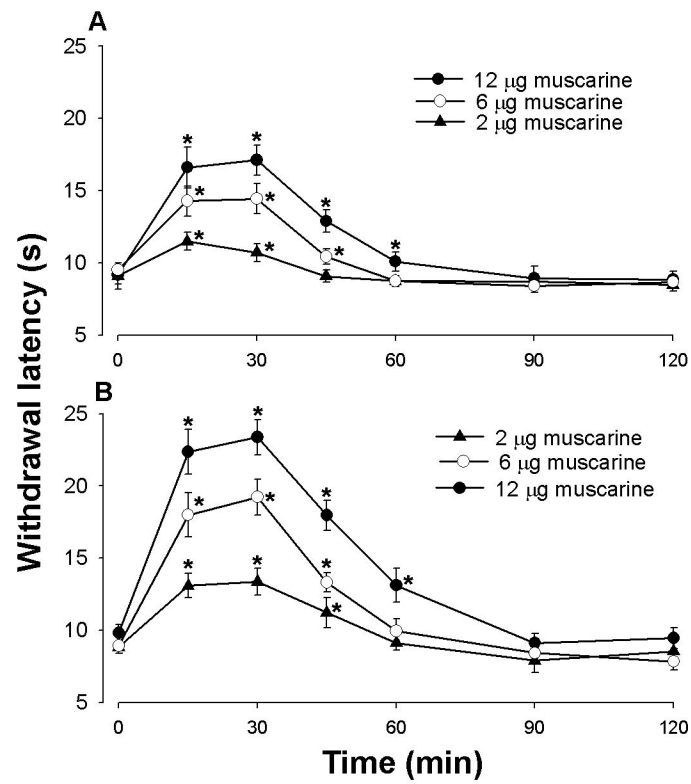 A
25
20
15
10
5
12 µg muscarine
6 µg muscarine
2 µg muscarine
* * * * * * * * *
0 30 60 90 120
Withdrawal latency (s)
B
25
20
15
10
5
2 µg muscarine
6 µg muscarine
12 µg muscarine
* * * * * * * * * *
0 30 60 90 120
Time (min)